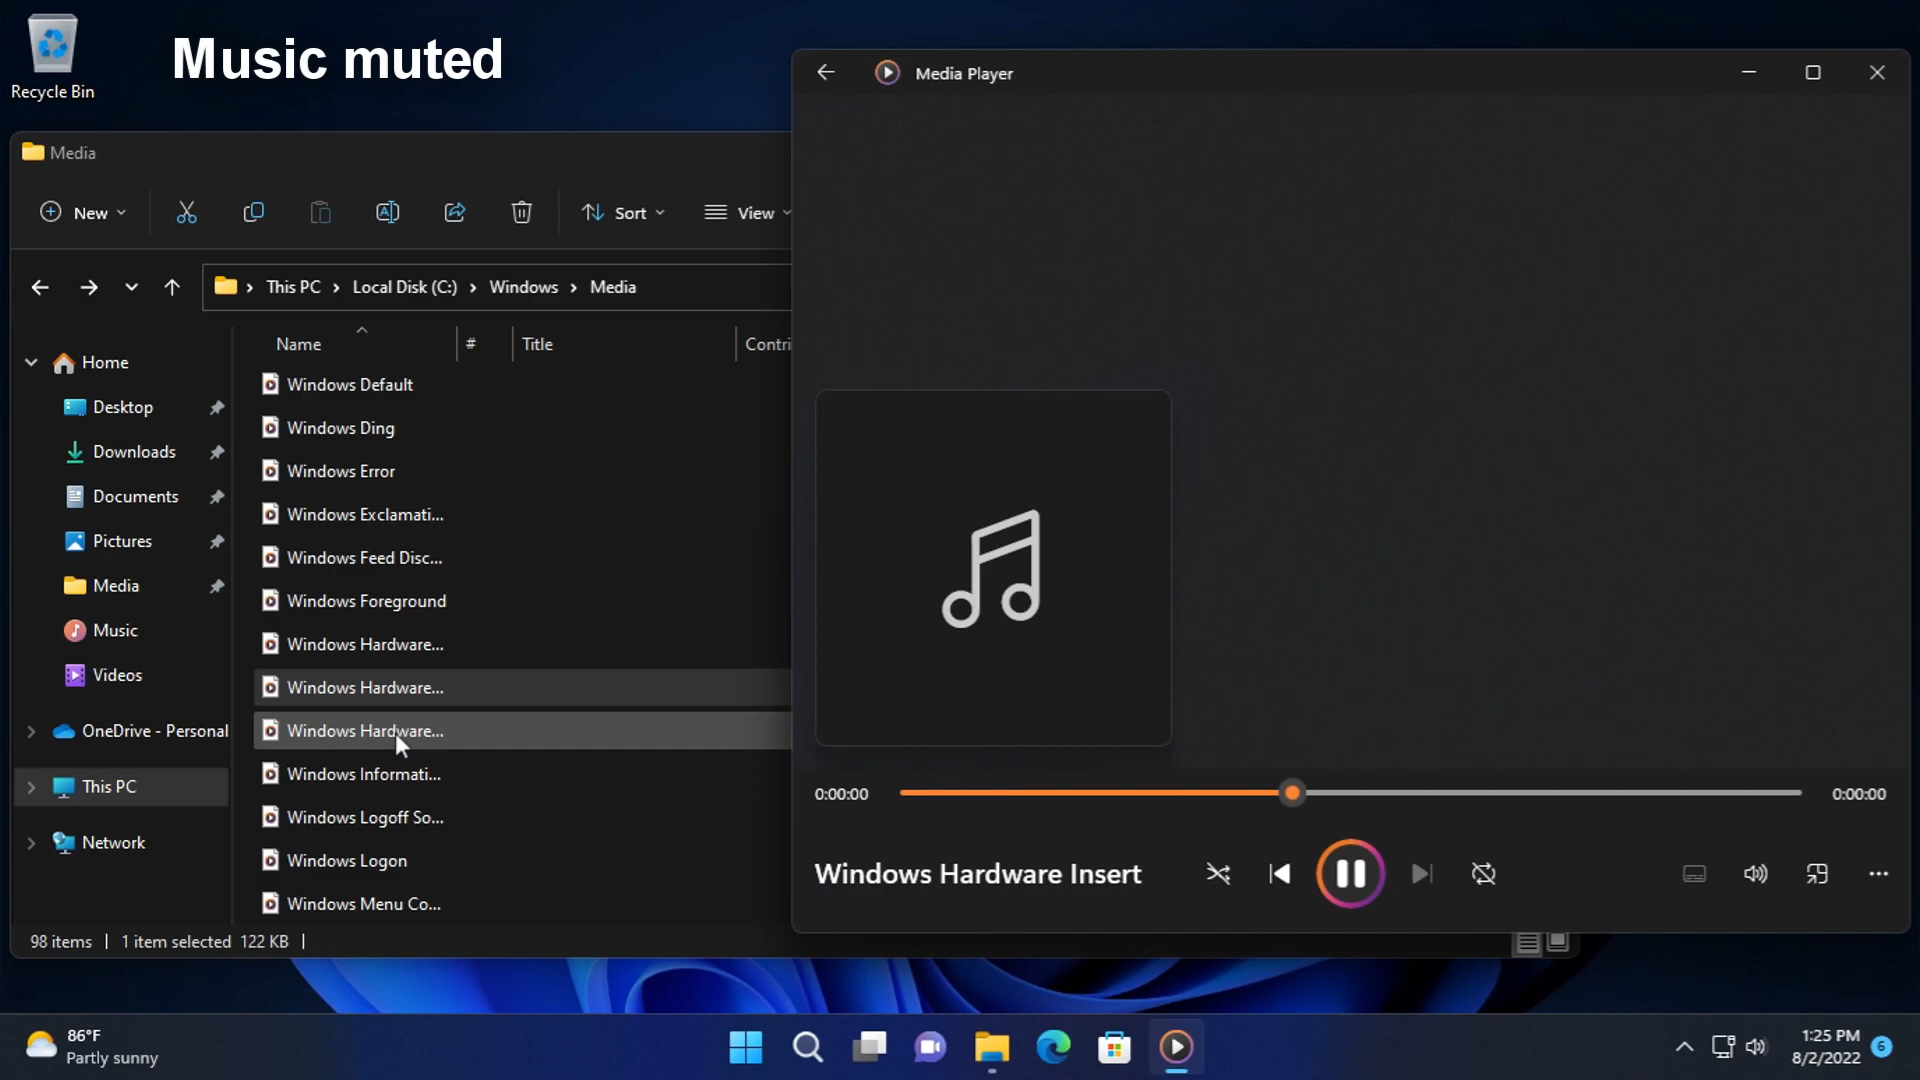 Recycle Bin
Music muted
Media
New
Sort
View
This PC
Local Disk (C:)
Windows
Media
Name
#
Title
Contri
Home
Desktop
Downloads
Documents
Pictures
Media
Music
Videos
OneDrive - Personal
This PC
Network
Windows Default
Windows Ding
Windows Error
Windows Exclamati...
Windows Feed Disc...
Windows Foreground
Windows Hardware...
Windows Hardware...
Windows Hardware...
Windows Informati...
Windows Logoff So...
Windows Logon
Windows Menu Co...
98 items
1 item selected 122 KB
Media Player
0:00:00
0:00:00
Windows Hardware Insert
86°F
Partly sunny
1:25 PM
8/2/2022
6